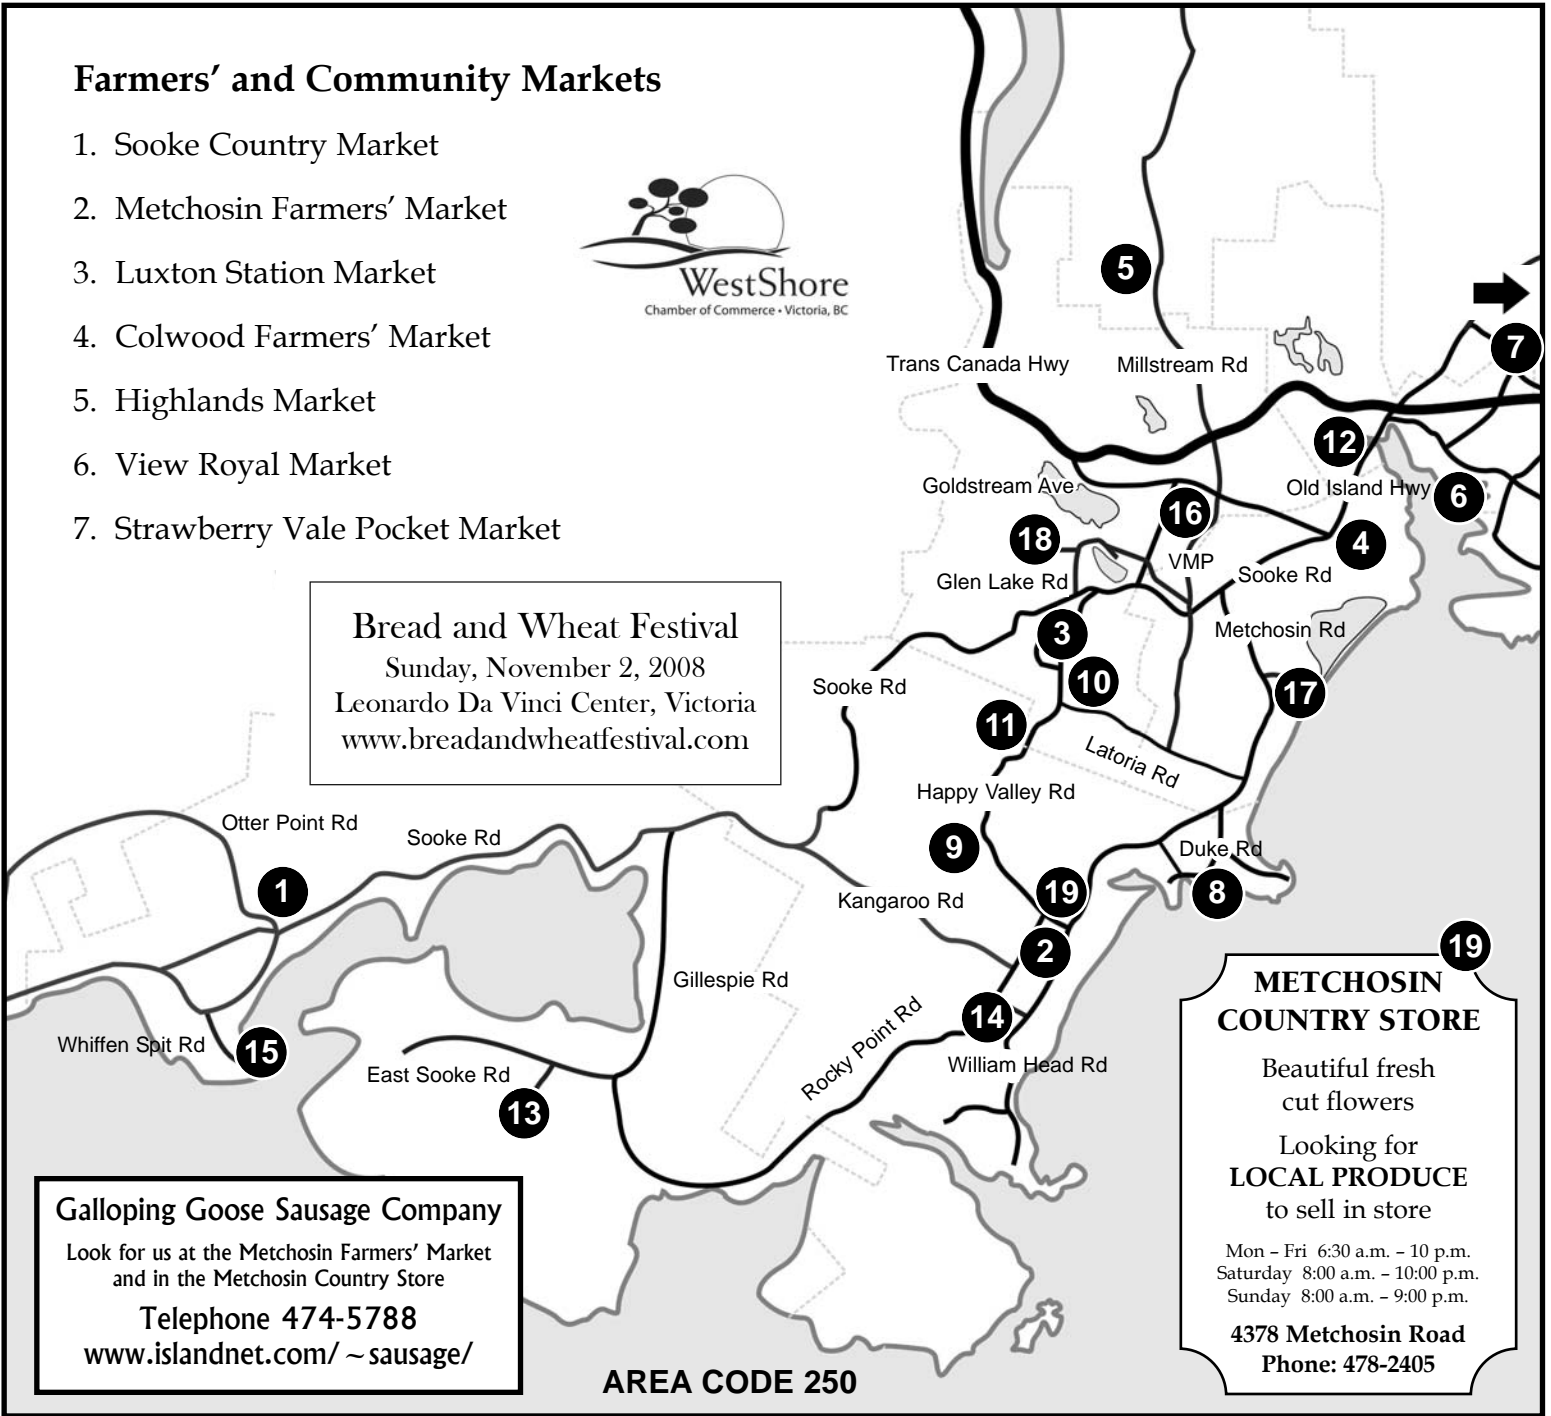 Farmers’ and Community Markets
1. Sooke Country Market
2. Metchosin Farmers’ Market
3. Luxton Station Market
4. Colwood Farmers’ Market
5. Highlands Market
6. View Royal Market
7. Strawberry Vale Pocket Market
WestShore
Chamber of Commerce • Victoria, BC
Bread and Wheat Festival
Sunday, November 2, 2008
Leonardo Da Vinci Center, Victoria
www.breadandwheatfestival.com
5
7
Trans Canada Hwy
Millstream Rd
12
Goldstream Ave
Old Island Hwy
6
16
18
4
VMP
Glen Lake Rd
Sooke Rd
3
Metchosin Rd
10
Sooke Rd
17
11
Latoria Rd
Happy Valley Rd
Otter Point Rd
Sooke Rd
9
Duke Rd
1
Kangaroo Rd
19
8
2
Gillespie Rd
14
Whiffen Spit Rd
15
Rocky Point Rd
East Sooke Rd
William Head Rd
13
19
METCHOSIN
COUNTRY STORE
Beautiful fresh
cut flowers
Looking for
LOCAL PRODUCE
to sell in store
Mon – Fri 6:30 a.m. – 10 p.m.
Saturday 8:00 a.m. – 10:00 p.m.
Sunday 8:00 a.m. – 9:00 p.m.
4378 Metchosin Road
Phone: 478-2405
Galloping Goose Sausage Company
Look for us at the Metchosin Farmers’ Market
and in the Metchosin Country Store
Telephone 474-5788
www.islandnet.com/~sausage/
AREA CODE 250